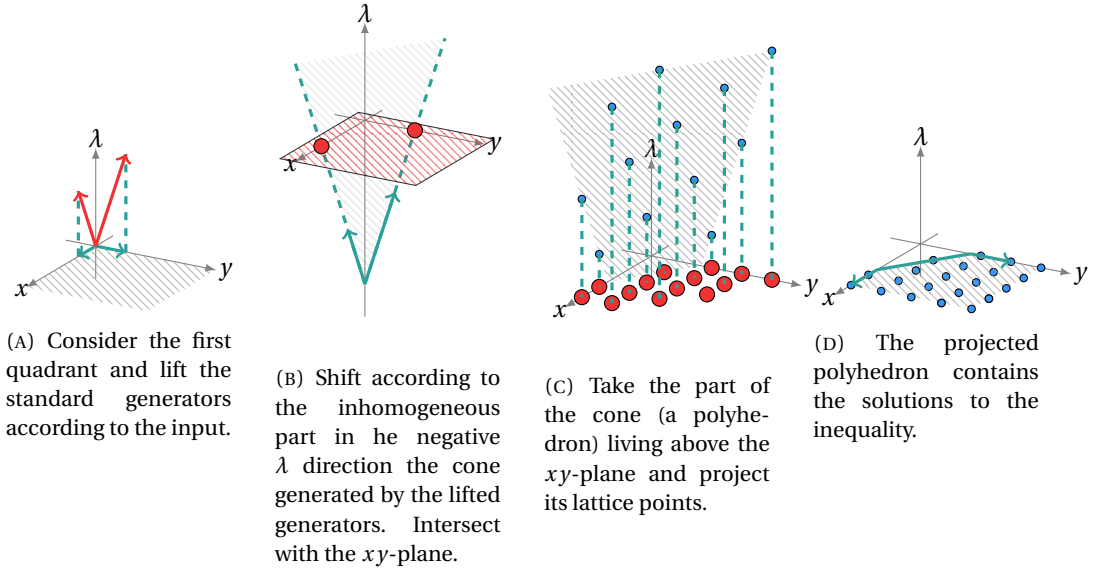 λ
x
y
(A) Consider the first
quadrant and lift the
standard generators
according to the input.
λ
x
y
(B) Shift according to
the inhomogeneous
part in he negative
λ direction the cone
generated by the lifted
generators. Intersect
with the xy-plane.
λ
x
y
(C) Take the part of
the cone (a polyhe-
dron) living above the
xy-plane and project
its lattice points.
λ
x
y
(D) The projected
polyhedron contains
the solutions to the
inequality.